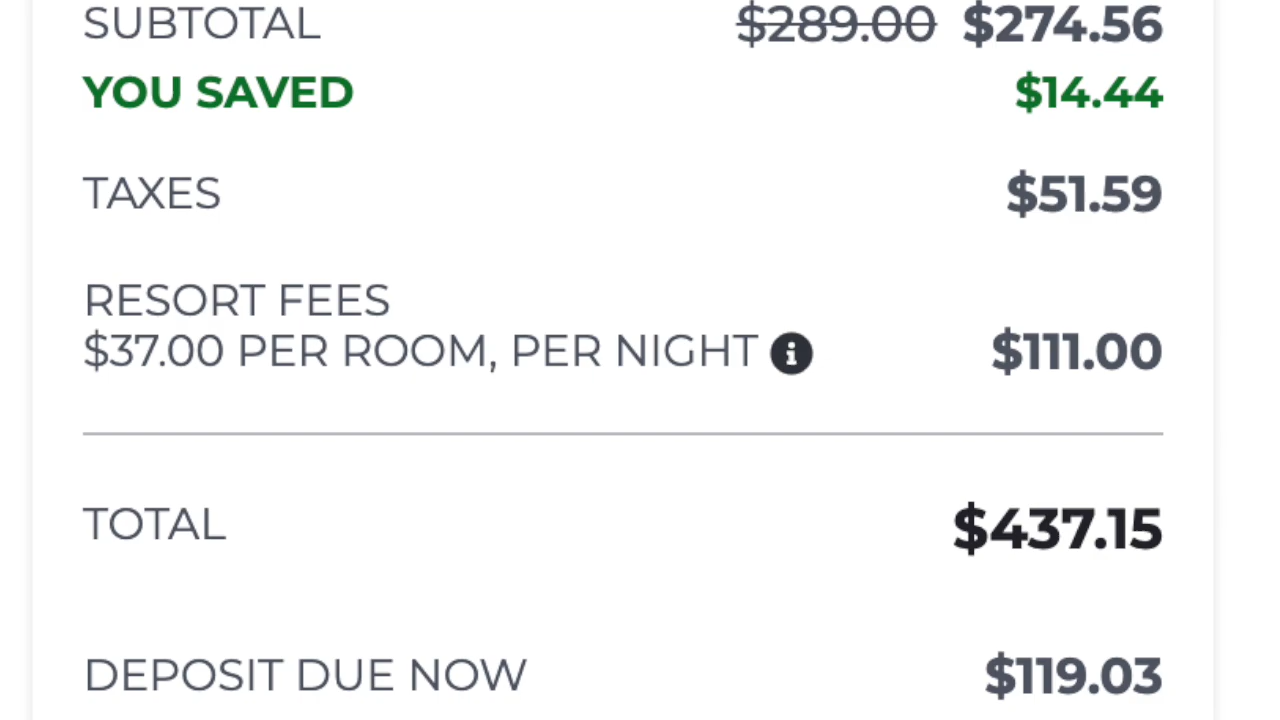 SUBTOTAL $289.00 $274.56
YOU SAVED $14.44
TAXES $51.59
RESORT FEES
$37.00 PER ROOM, PER NIGHT $111.00
TOTAL $437.15
DEPOSIT DUE NOW $119.03